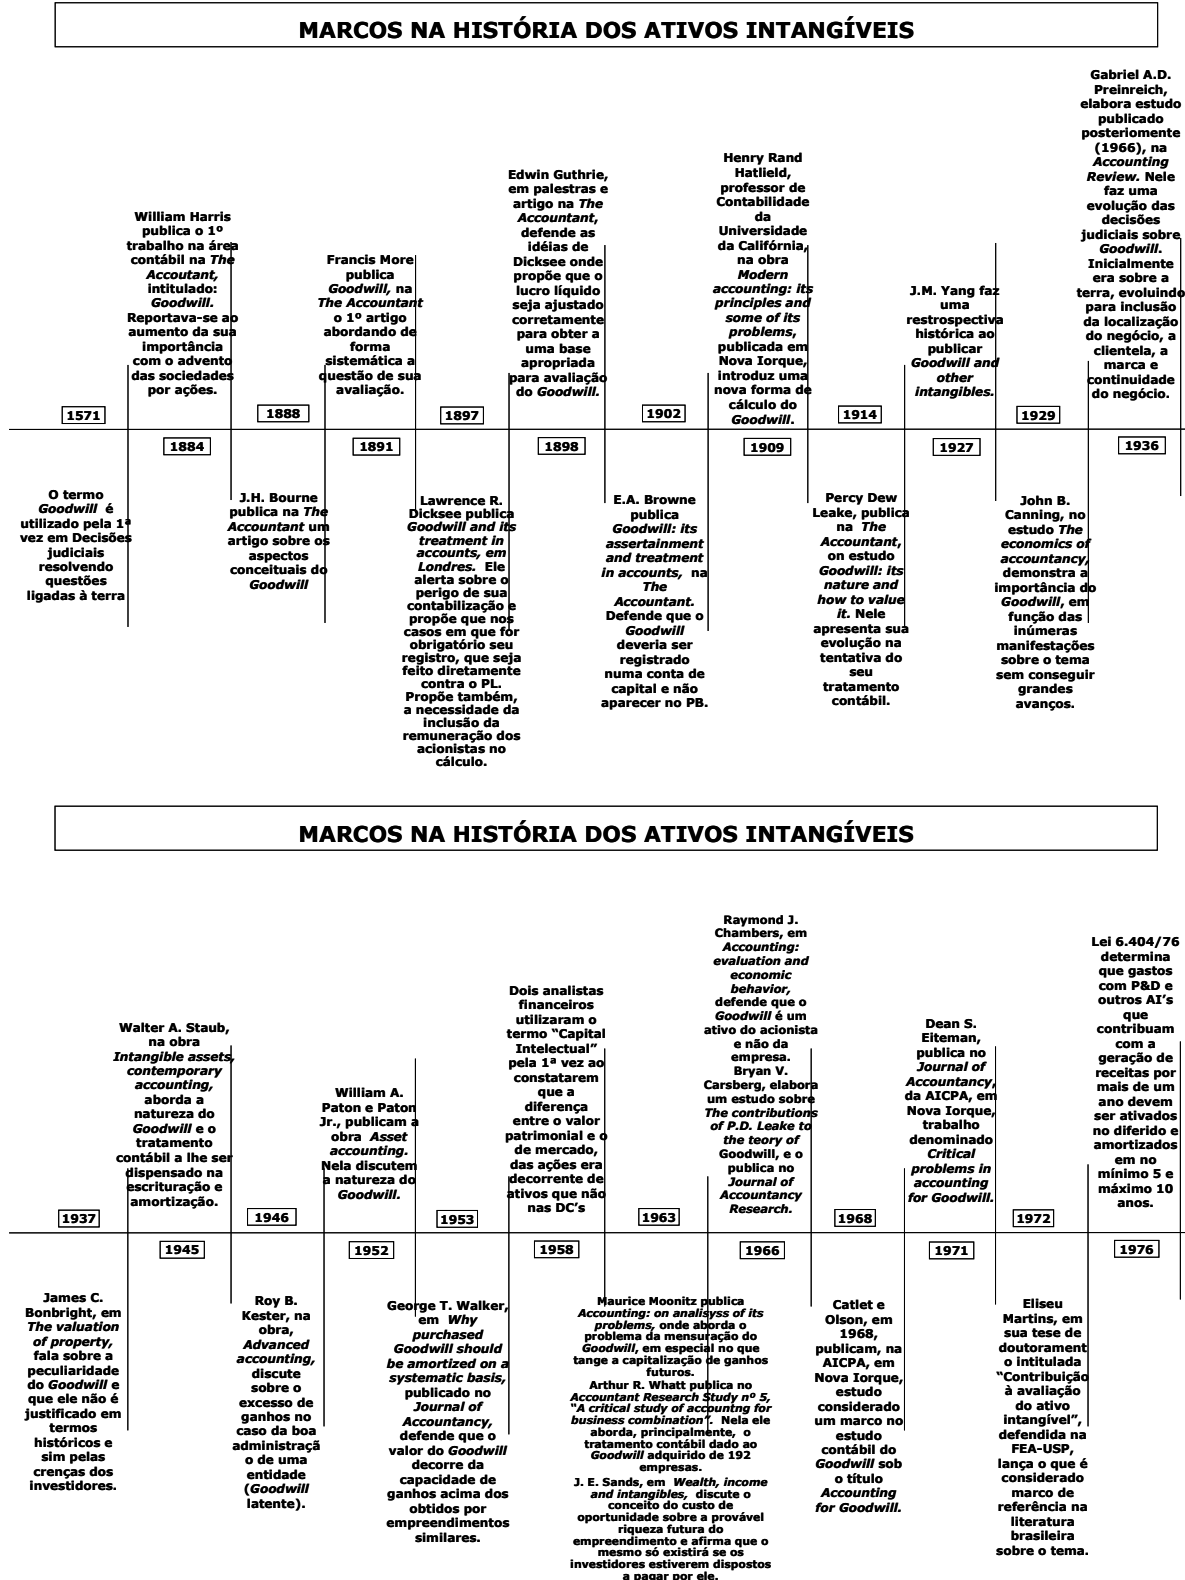 MARCOS NA HISTÓRIA DOS ATIVOS INTANGÍVEIS
1571
O termo
Goodwill é
utilizado pela 1ª
vez em Decisões
judiciais
resolvendo
questões
ligadas à terra
William Harris
publica o 1º
trabalho na área
contábil na The
Accoutant,
intitulado:
Goodwill.
Reportava-se ao
aumento da sua
importância
com o advento
das sociedades
por ações.
1884
1888
J.H. Bourne
publica na The
Accountant um
artigo sobre os
aspectos
conceituais do
Goodwill
Francis More
publica
Goodwill, na
The Accountant
o 1º artigo
abordando de
forma
sistemática a
questão de sua
avaliação.
1891
1897
Lawrence R.
Dicksee publica
Goodwill and its
treatment in
accounts, em
Londres. Ele
alerta sobre o
perigo de sua
contabilização e
propõe que nos
casos em que for
obrigatório seu
registro, que seja
feito diretamente
contra o PL.
Propõe também,
a necessidade da
inclusão da
remuneração dos
acionistas no
cálculo.
Edwin Guthrie,
em palestras e
artigo na The
Accountant,
defende as
idéias de
Dicksee onde
propõe que o
lucro líquido
seja ajustado
corretamente
para obter a
uma base
apropriada
para avaliação
do Goodwill.
1898
1902
E.A. Browne
publica
Goodwill: its
assertainment
and treatment
in accounts, na
The
Accountant.
Defende que o
Goodwill
deveria ser
registrado
numa conta de
capital e não
aparecer no PB.
Henry Rand
Hatlield,
professor de
Contabilidade
da
Universidade
da Califórnia,
na obra
Modern
accounting: its
principles and
some of its
problems,
publicada em
Nova Iorque,
introduz uma
nova forma de
cálculo do
Goodwill.
1909
1914
Percy Dew
Leake, publica
na The
Accountant,
on estudo
Goodwill: its
nature and
how to value
it. Nele
apresenta sua
evolução na
tentativa do
seu
tratamento
contábil.
J.M. Yang faz
uma
restrospectiva
histórica ao
publicar
Goodwill and
other
intangibles.
1927
1929
John B.
Canning, no
estudo The
economics of
accountancy,
demonstra a
importância do
Goodwill, em
função das
inúmeras
manifestações
sobre o tema
sem conseguir
grandes
avanços.
Gabriel A.D.
Preinreich,
elabora estudo
publicado
posteriomente
(1966), na
Accounting
Review. Nele
faz uma
evolução das
decisões
judiciais sobre
Goodwill.
Inicialmente
era sobre a
terra, evoluindo
para inclusão
da localização
do negócio, a
clientela, a
marca e
continuidade
do negócio.
1936
MARCOS NA HISTÓRIA DOS ATIVOS INTANGÍVEIS
1937
James C.
Bonbright, em
The valuation
of property,
fala sobre a
peculiaridade
do Goodwill e
que ele não é
justificado em
termos
históricos e
sim pelas
crenças dos
investidores.
Walter A. Staub,
na obra
Intangible assets,
contemporary
accounting,
aborda a
natureza do
Goodwill e o
tratamento
contábil a lhe ser
dispensado na
escrituração e
amortização.
1945
1946
Roy B.
Kester, na
obra,
Advanced
accounting,
discute
sobre o
excesso de
ganhos no
caso da boa
administraçã
o de uma
entidade
(Goodwill
latente).
William A.
Paton e Paton
Jr., publicam a
obra Asset
accounting.
Nela discutem
a natureza do
Goodwill.
1952
1953
George T. Walker,
em Why
purchased
Goodwill should
be amortized on a
systematic basis,
publicado no
Journal of
Accountancy,
defende que o
valor do Goodwill
decorre da
capacidade de
ganhos acima dos
obtidos por
empreendimentos
similares.
Dois analistas
financeiros
utilizaram o
termo “Capital
Intelectual”
pela 1ª vez ao
constatarem
que a
diferença
entre o valor
patrimonial e o
de mercado,
das ações era
decorrente de
ativos que não
nas DC’s
1958
1963
Maurice Moonitz publica
Accounting: on analisyss of its
problems, onde aborda o
problema da mensuração do
Goodwill, em especial no que
tange a capitalização de ganhos
futuros.
Arthur R. Whatt publica no
Accountant Research Study nº 5,
“A critical study of accountng for
business combination”. Nela ele
aborda, principalmente, o
tratamento contábil dado ao
Goodwill adquirido de 192
empresas.
J. E. Sands, em Wealth, income
and intangibles, discute o
conceito do custo de
oportunidade sobre a provável
riqueza futura do
empreendimento e afirma que o
mesmo só existirá se os
investidores estiverem dispostos
a pagar por ele.
Raymond J.
Chambers, em
Accounting:
evaluation and
economic
behavior,
defende que o
Goodwill é um
ativo do acionista
e não da
empresa.
Bryan V.
Carsberg, elabora
um estudo sobre
The contributions
of P.D. Leake to
the teory of
Goodwill, e o
publica no
Journal of
Accountancy
Research.
1966
1968
Catlet e
Olson, em
1968,
publicam, na
AICPA, em
Nova Iorque,
estudo
considerado
um marco no
estudo
contábil do
Goodwill sob
o título
Accounting
for Goodwill.
Dean S.
Eiteman,
publica no
Journal of
Accountancy,
da AICPA, em
Nova Iorque,
trabalho
denominado
Critical
problems in
accounting
for Goodwill.
1971
1972
Eliseu
Martins, em
sua tese de
doutorament
o intitulada
“Contribuição
à avaliação
do ativo
intangível”,
defendida na
FEA-USP,
lança o que é
considerado
marco de
referência na
literatura
brasileira
sobre o tema.
Lei 6.404/76
determina
que gastos
com P&D e
outros AI’s
que
contribuam
com a
geração de
receitas por
mais de um
ano devem
ser ativados
no diferido e
amortizados
em no
mínimo 5 e
máximo 10
anos.
1976